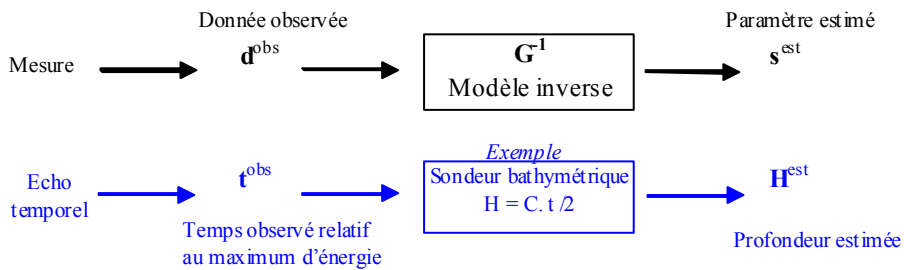 Donnée observée
Paramètre estimé
Mesure
d^obs
G^-1
Modèle inverse
s^est
Exemple
Echo
temporel
t^obs
Sondeur bathymétrique
H = C. t /2
H^est
Temps observé relatif
au maximum d’énergie
Profondeur estimée